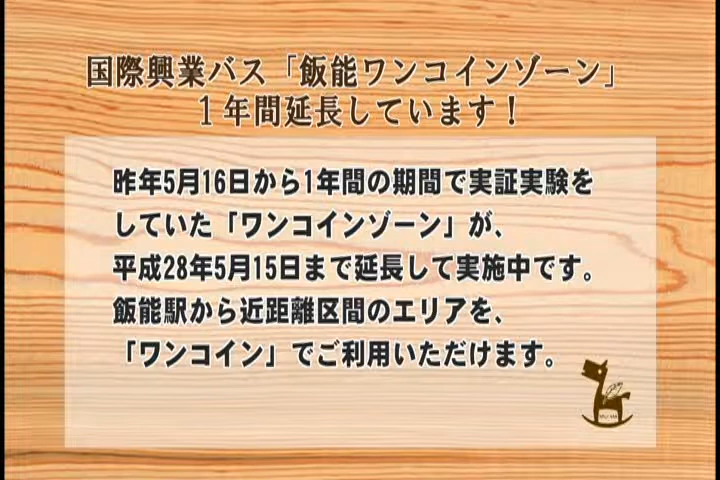 国際興業バス「飯能ワンコインゾーン」
１年間延長しています！
昨年5月16日から1年間の期間で実証実験を
していた「ワンコインゾーン」が、
平成28年5月15日まで延長して実施中です。
飯能駅から近距離区間のエリアを、
「ワンコイン」でご利用いただけます。